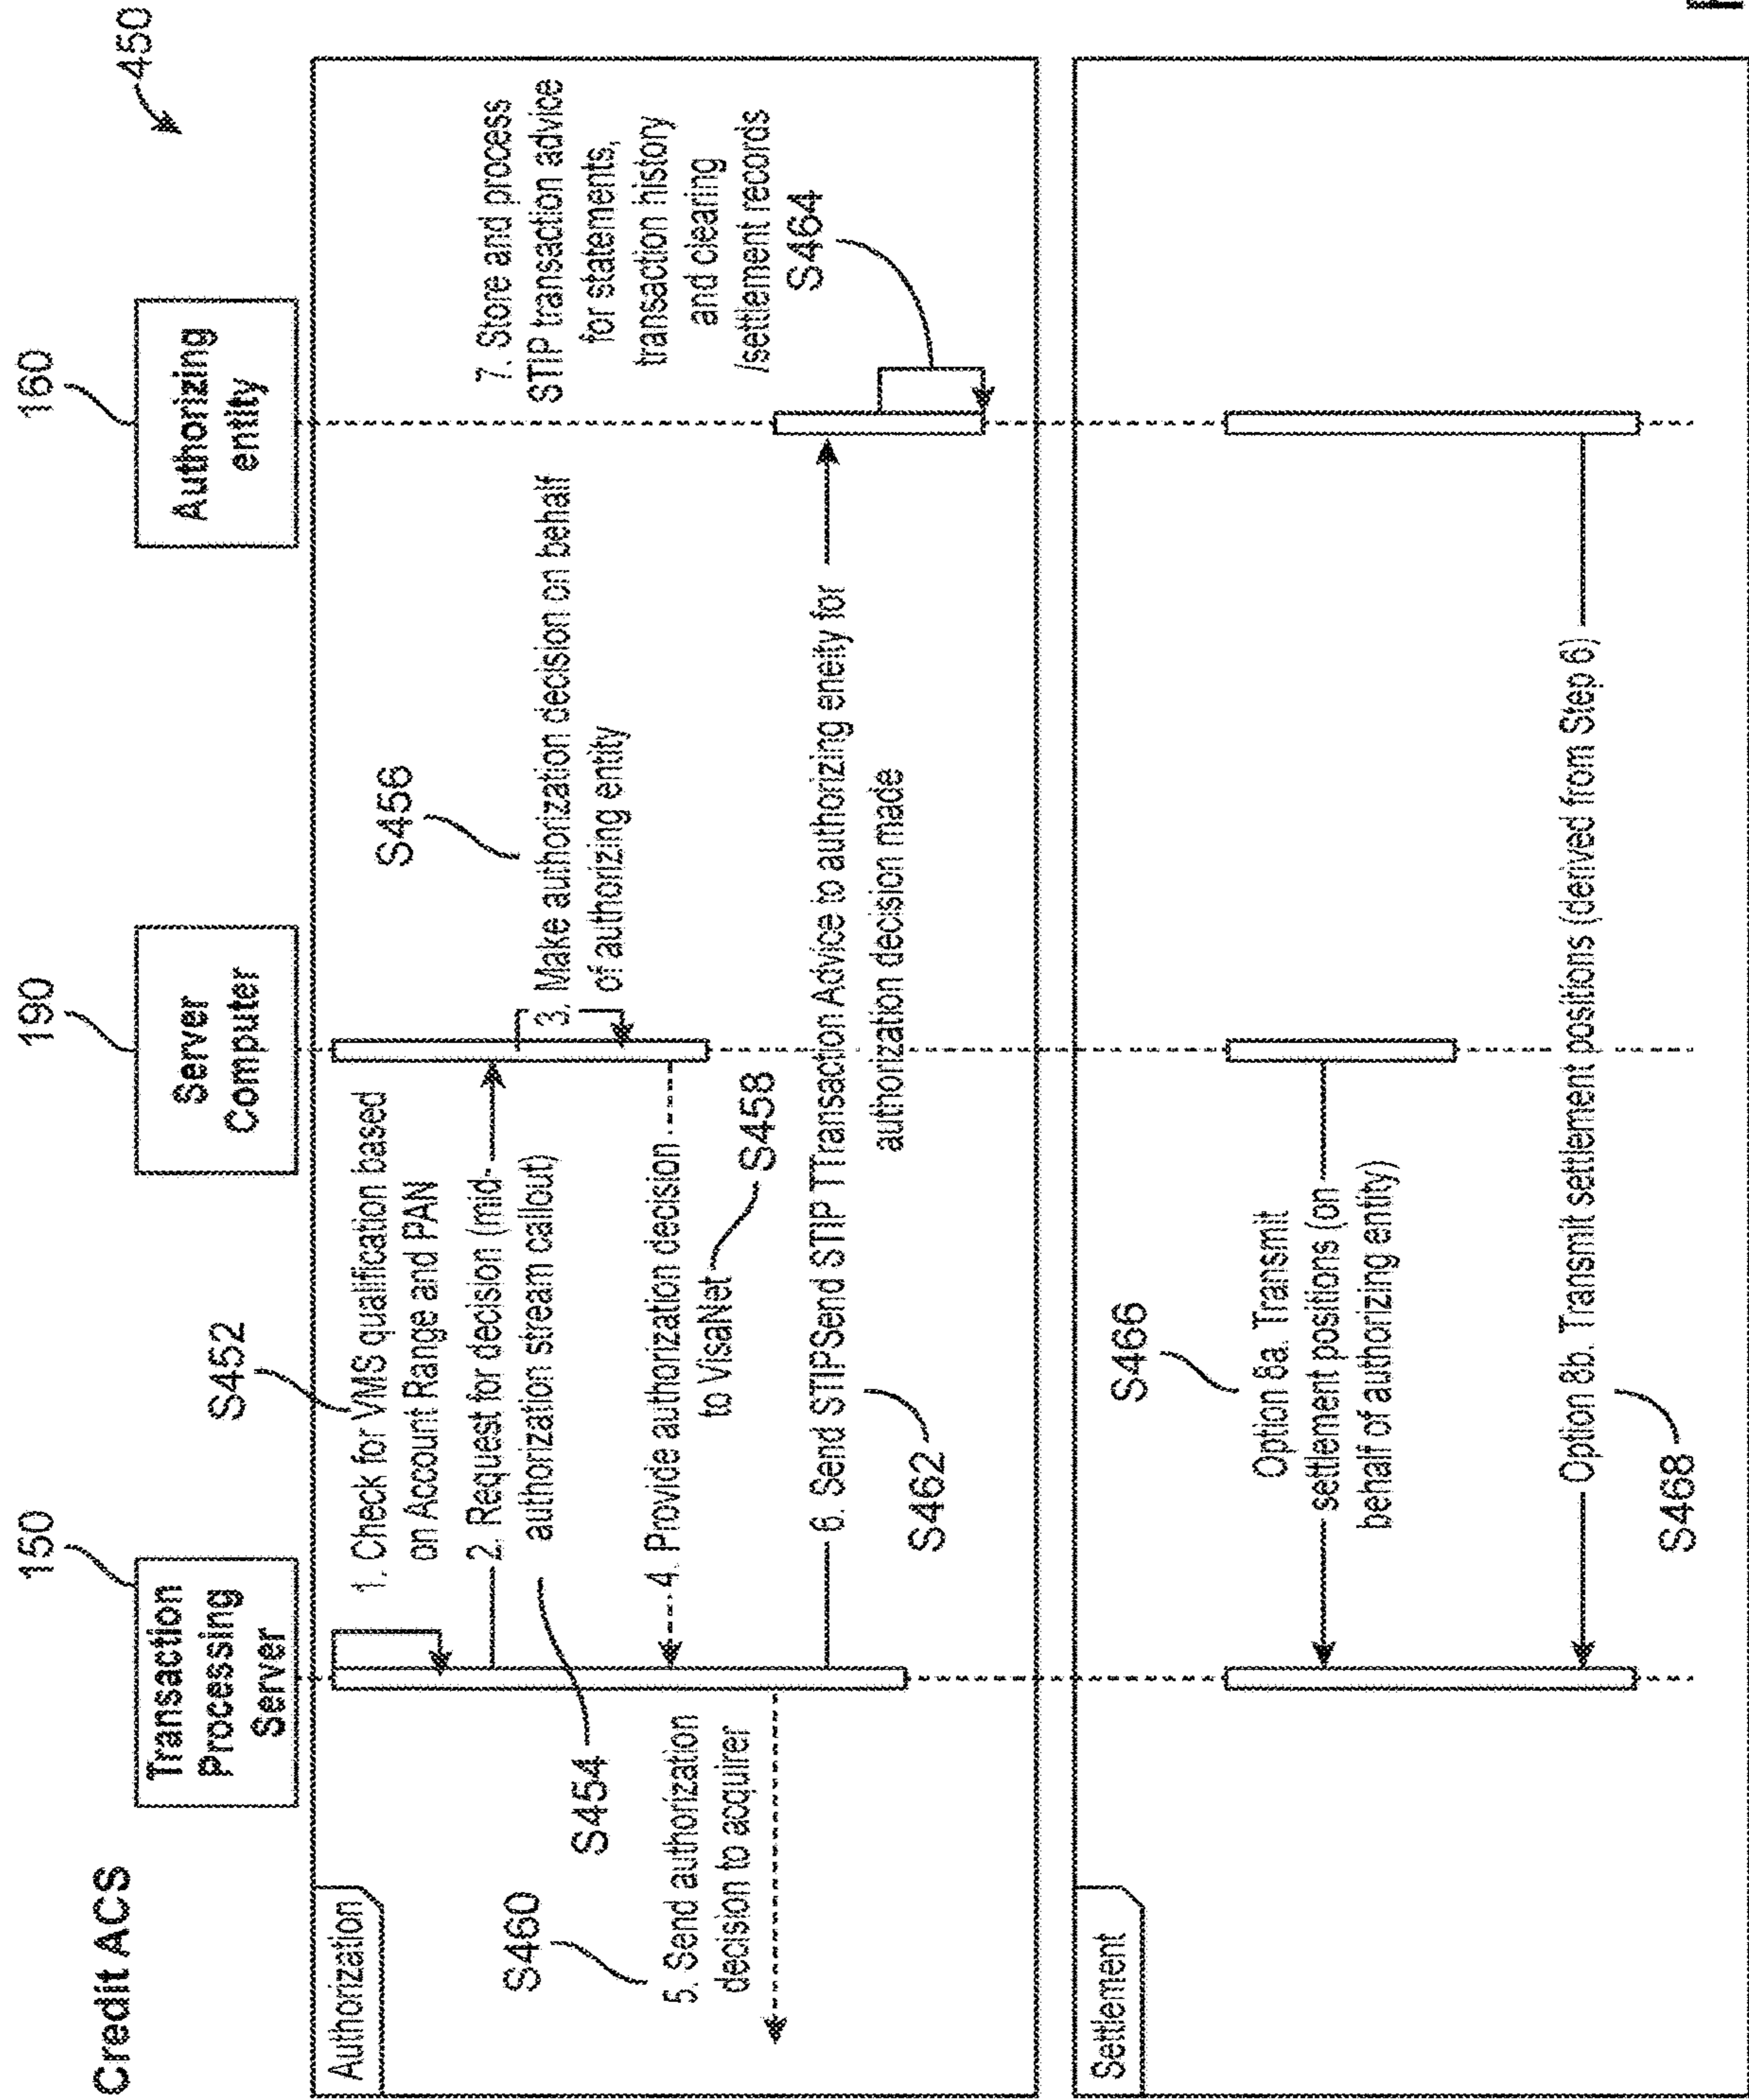 Credit ACS
450
150
Transaction
Processing
Server
190
Server
Computer
160
Authorizing
entity
Authorization
S452
1. Check for VMS qualification based
on Account Range and PAN
2. Request for decision (mid-
authorization stream callout)
S454
S456
3. Make authorization decision on behalf
of authorizing entity
4. Provide authorization decision
to VisaNet
S458
S460
5. Send authorization
decision to acquirer
6. Send STIPSend STIP TTransaction Advice to authorizing eneity for
authorization decision made
S462
7. Store and process
STIP transaction advice
for statements,
transaction history
and clearing
/settlement records
S464
Settlement
S466
Option 8a. Transmit
settlement positions (on
behalf of authorizing entity)
Option 8b. Transmit settlement positions (derived from Step 6)
S468